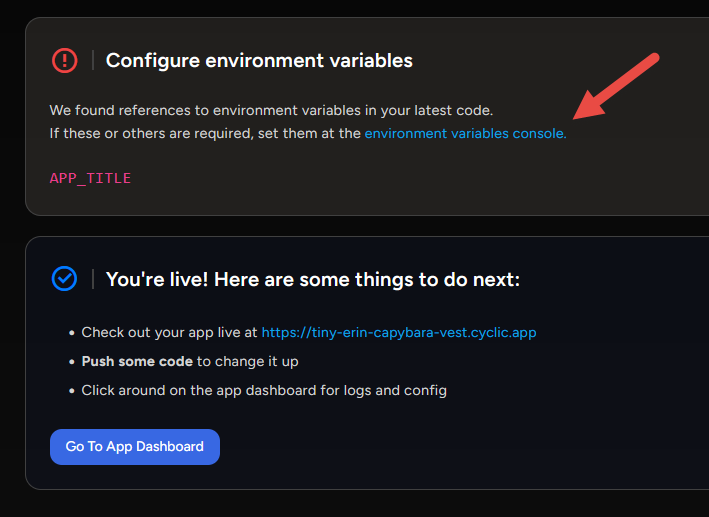 Configure environment variables
We found references to environment variables in your latest code.
If these or others are required, set them at the environment variables console.
APP_TITLE
You're live! Here are some things to do next:
Check out your app live at https://tiny-erin-capybara-vest.cyclic.app
Push some code to change it up
Click around on the app dashboard for logs and config
Go To App Dashboard